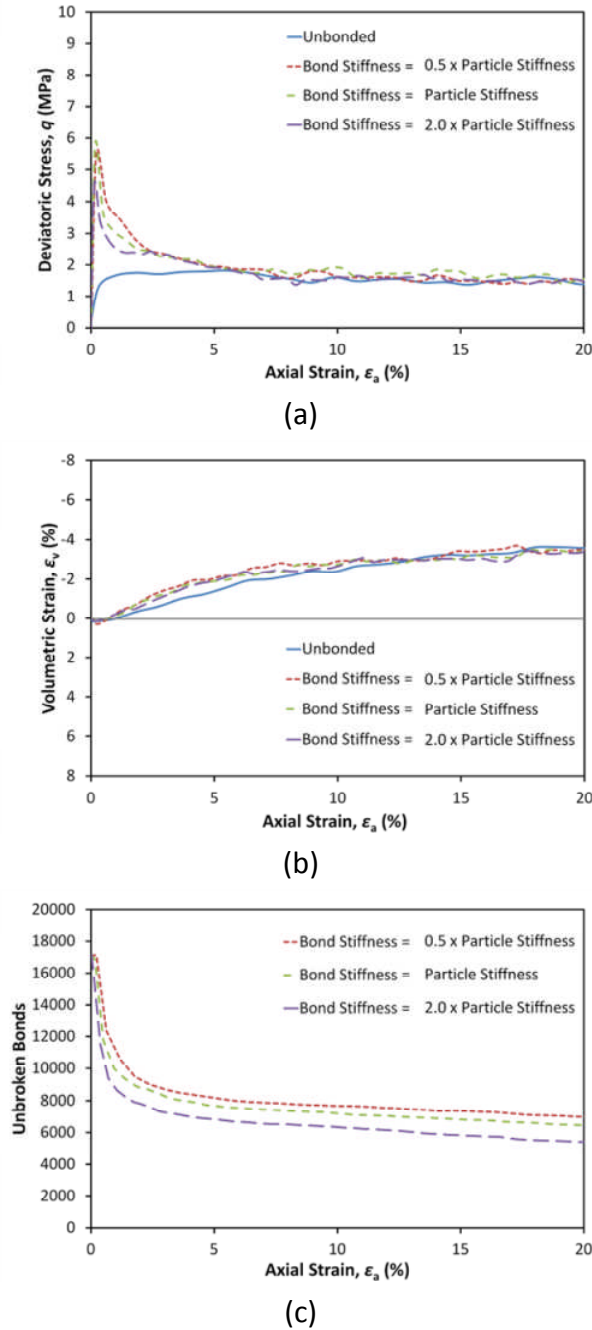 10
9
8
7
6
5
4
3
2
1
0
Deviatoric Stress, q (MPa)
Unbonded
Bond Stiffness = 0.5 x Particle Stiffness
Bond Stiffness = Particle Stiffness
Bond Stiffness = 2.0 x Particle Stiffness
0 5 10 15 20
Axial Strain, εa (%)
(a)
-8
-6
-4
-2
0
2
4
6
8
Volumetric Strain, εv (%)
Unbonded
Bond Stiffness = 0.5 x Particle Stiffness
Bond Stiffness = Particle Stiffness
Bond Stiffness = 2.0 x Particle Stiffness
0 5 10 15 20
Axial Strain, εa (%)
(b)
20000
18000
16000
14000
12000
10000
8000
6000
4000
2000
0
Unbroken Bonds
Bond Stiffness = 0.5 x Particle Stiffness
Bond Stiffness = Particle Stiffness
Bond Stiffness = 2.0 x Particle Stiffness
0 5 10 15 20
Axial Strain, εa (%)
(c)